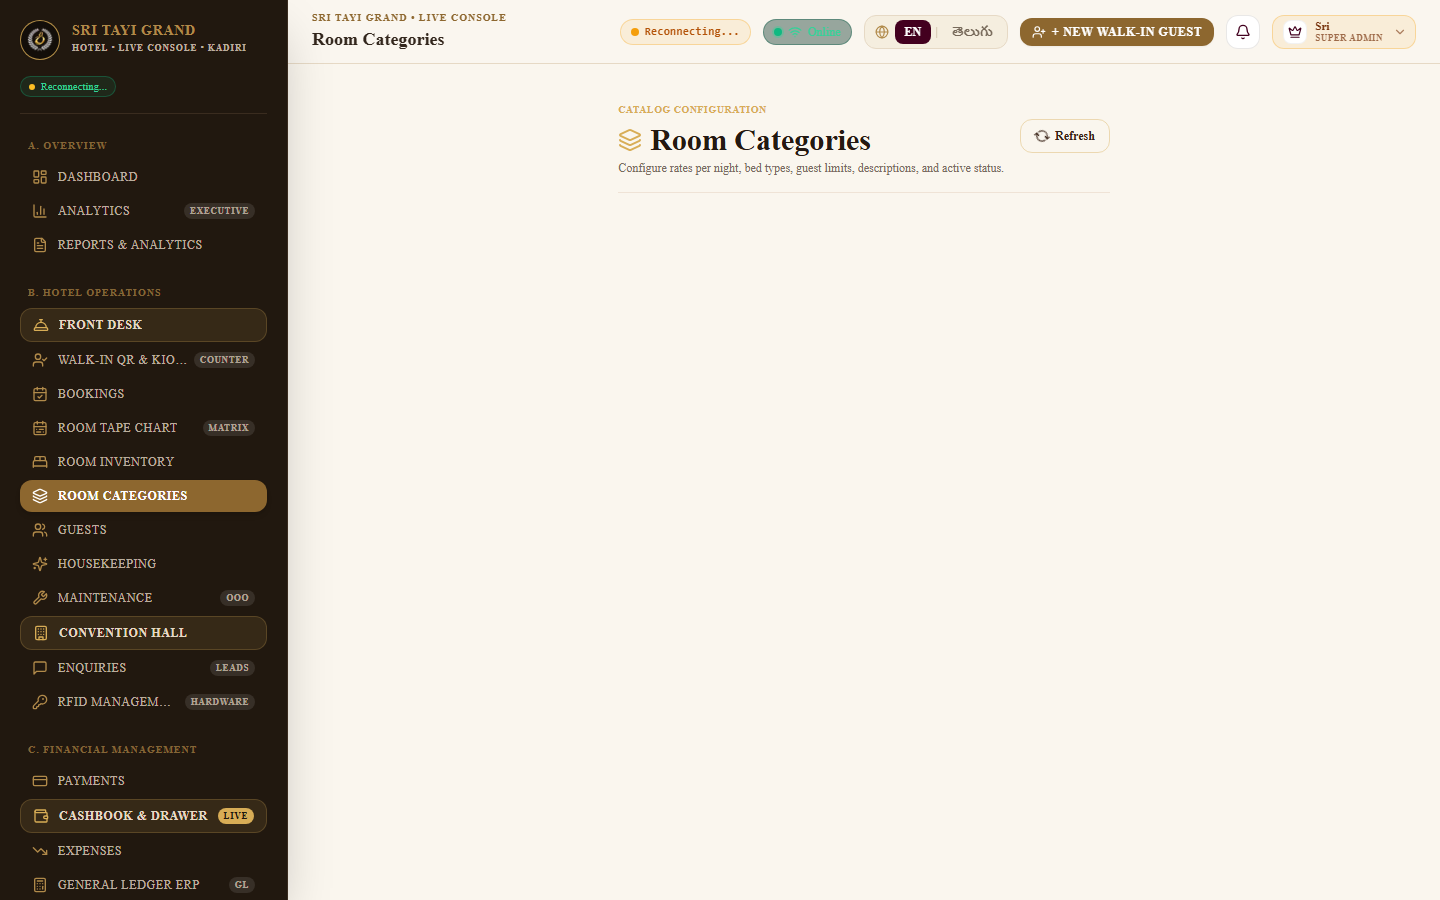 SRI TAYI GRAND
HOTEL • LIVE CONSOLE • KADIRI
Reconnecting...
A. OVERVIEW
DASHBOARD
ANALYTICS EXECUTIVE
REPORTS & ANALYTICS
B. HOTEL OPERATIONS
FRONT DESK
WALK-IN QR & KIO... COUNTER
BOOKINGS
ROOM TAPE CHART MATRIX
ROOM INVENTORY
ROOM CATEGORIES
GUESTS
HOUSEKEEPING
MAINTENANCE OOO
CONVENTION HALL
ENQUIRIES LEADS
RFID MANAGEM... HARDWARE
C. FINANCIAL MANAGEMENT
PAYMENTS
CASHBOOK & DRAWER LIVE
EXPENSES
GENERAL LEDGER ERP GL
SRI TAYI GRAND • LIVE CONSOLE
Room Categories
Reconnecting...
EN తెలుగు
+ NEW WALK-IN GUEST
Sri
SUPER ADMIN
CATALOG CONFIGURATION
Room Categories
Configure rates per night, bed types, guest limits, descriptions, and active status.
Refresh